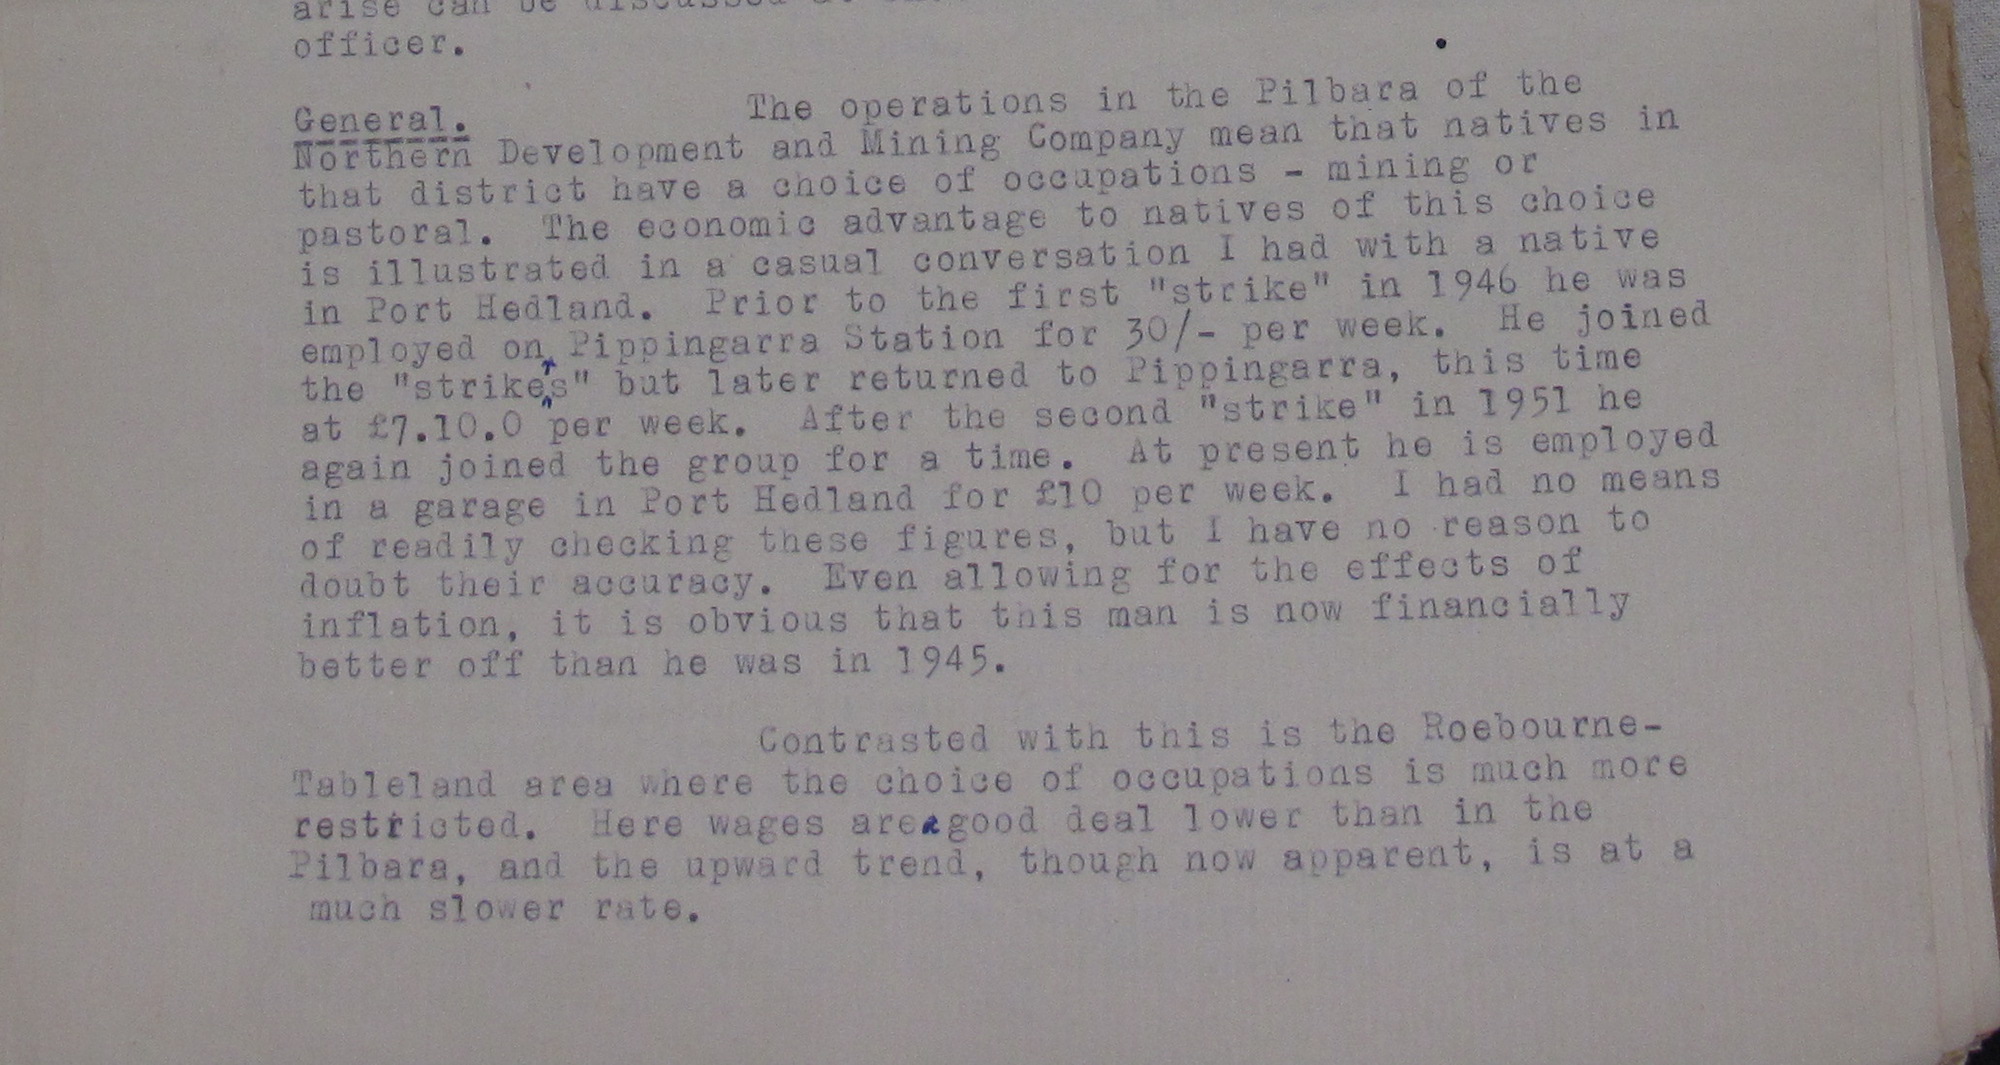 arise can be discussed
officer.
General. The operations in the Pilbara of the
Northern Development and Mining Company mean that natives in
that district have a choice of occupations - mining or
pastoral. The economic advantage to natives of this choice
is illustrated in a casual conversation I had with a native
in Port Hedland. Prior to the first "strike" in 1946 he was
employed on Pippingarra Station for 30/- per week. He joined
the "strikes" but later returned to Pippingarra, this time
at £7.10.0 per week. After the second "strike" in 1951 he
again joined the group for a time. At present he is employed
in a garage in Port Hedland for £10 per week. I had no means
of readily checking these figures, but I have no reason to
doubt their accuracy. Even allowing for the effects of
inflation, it is obvious that this man is now financially
better off than he was in 1945.
Contrasted with this is the Roebourne-
Tableland area where the choice of occupations is much more
restricted. Here wages are a good deal lower than in the
Pilbara, and the upward trend, though now apparent, is at a
much slower rate.